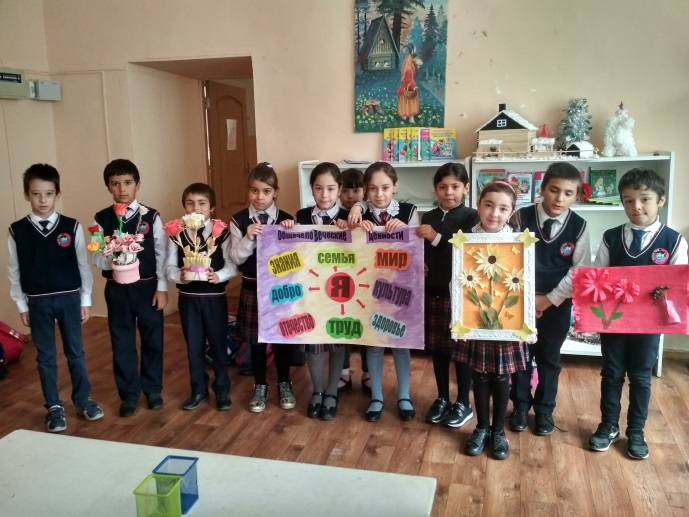 Общечеловеческие ценности
знания семья мир
добро Я культура
отечество труд здоровье